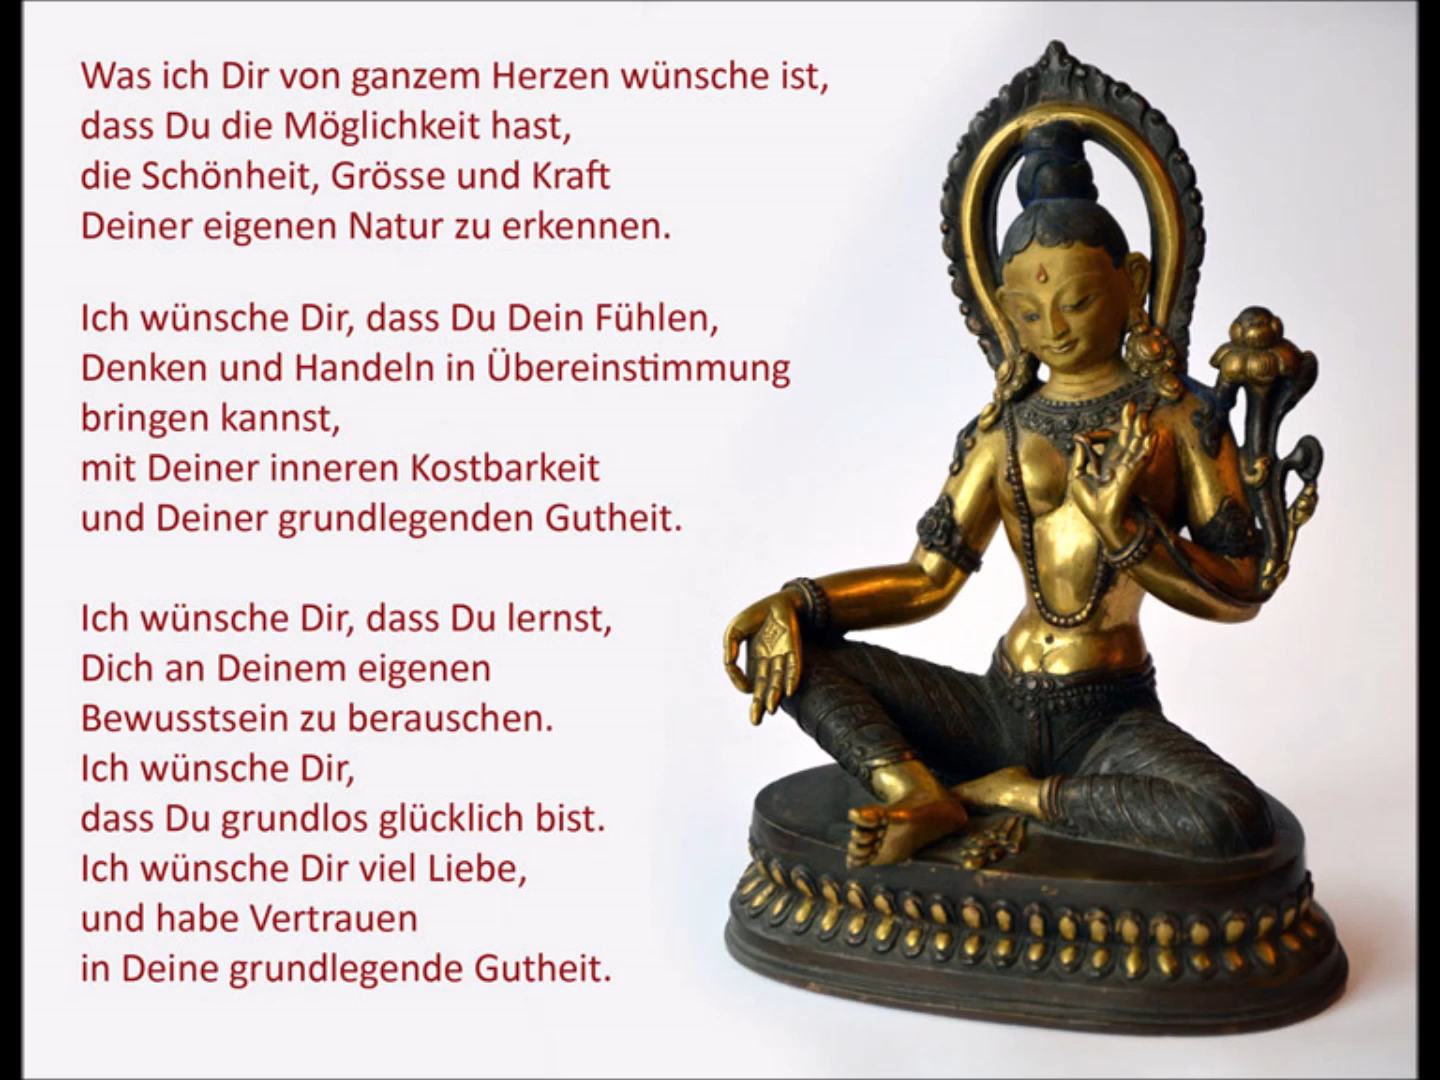 Was ich Dir von ganzem Herzen wünsche ist,
dass Du die Möglichkeit hast,
die Schönheit, Grösse und Kraft
Deiner eigenen Natur zu erkennen.
Ich wünsche Dir, dass Du Dein Fühlen,
Denken und Handeln in Übereinstimmung
bringen kannst,
mit Deiner inneren Kostbarkeit
und Deiner grundlegenden Gutheit.
Ich wünsche Dir, dass Du lernst,
Dich an Deinem eigenen
Bewusstsein zu berauschen.
Ich wünsche Dir,
dass Du grundlos glücklich bist.
Ich wünsche Dir viel Liebe,
und habe Vertrauen
in Deine grundlegende Gutheit.